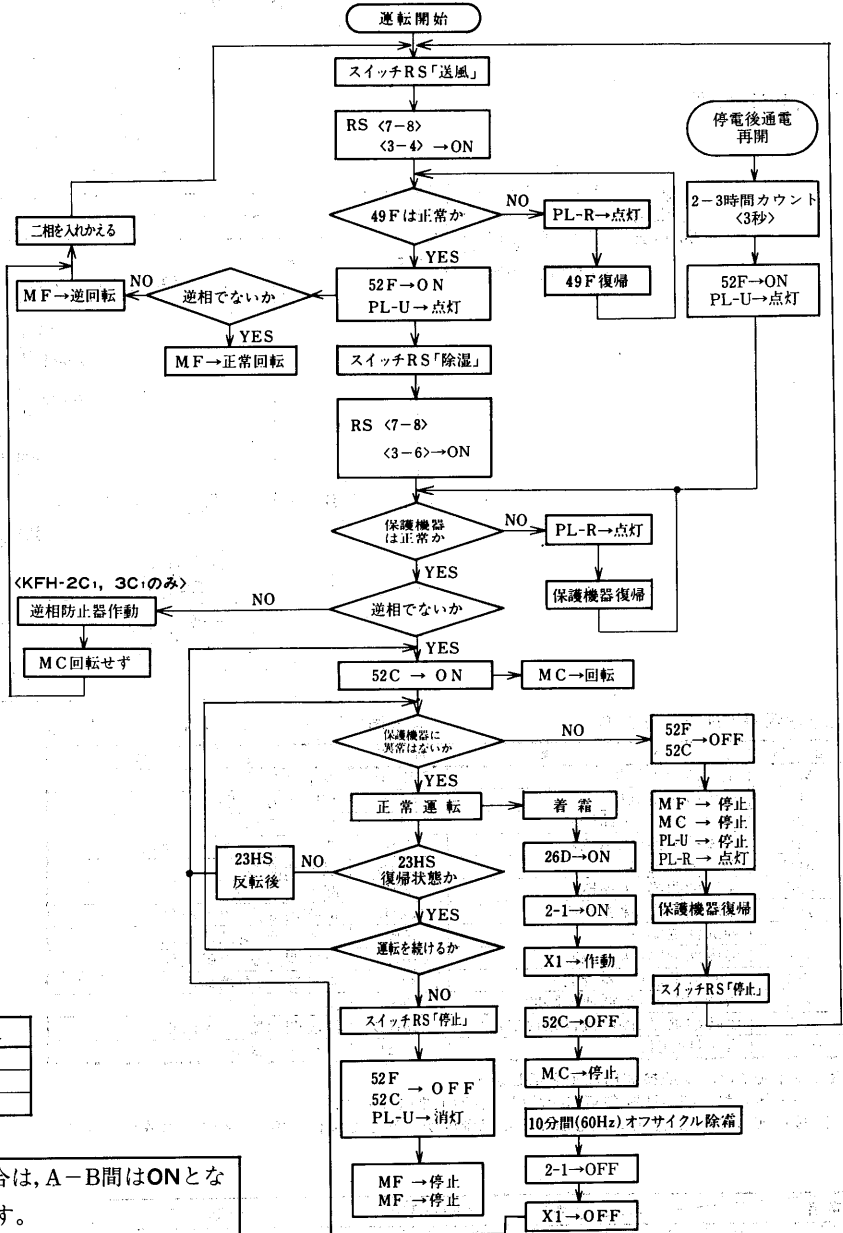 運転開始
スイッチRS「送風」
RS <7-8>
<3-4> →ON
停電後通電
再開
49Fは正常か
NO
PL-R→点灯
2-3時間カウント
<3秒>
二相を入れかえる
YES
49F復帰
MF→逆回転
NO
逆相でないか
52F→ON
PL-U→点灯
52F→ON
PL-U→点灯
YES
MF→正常回転
スイッチRS「除湿」
RS <7-8>
<3-6>→ON
保護機器
は正常か
NO
PL-R→点灯
YES
保護機器復帰
<KFH-2C₁, 3C₁のみ>
逆相防止器作動
NO
逆相でないか
YES
MC回転せず
52C → ON
MC→回転
保護機器に
異常はないか
NO
52F
52C
→OFF
YES
正常運転
着霜
MF → 停止
MC → 停止
PL-U → 停止
PL-R → 点灯
23HS
反転後
NO
23HS
復帰状態か
26D→ON
YES
2-1→ON
保護機器復帰
運転を続けるか
X1→作動
NO
スイッチRS「停止」
スイッチRS「停止」
52C→OFF
52F
52C
→ OFF
PL-U→消灯
MC→停止
10分間(60Hz)オフサイクル除霜
MF → 停止
MF → 停止
2-1→OFF
X1→OFF
合は,A-B間はONとな
す。